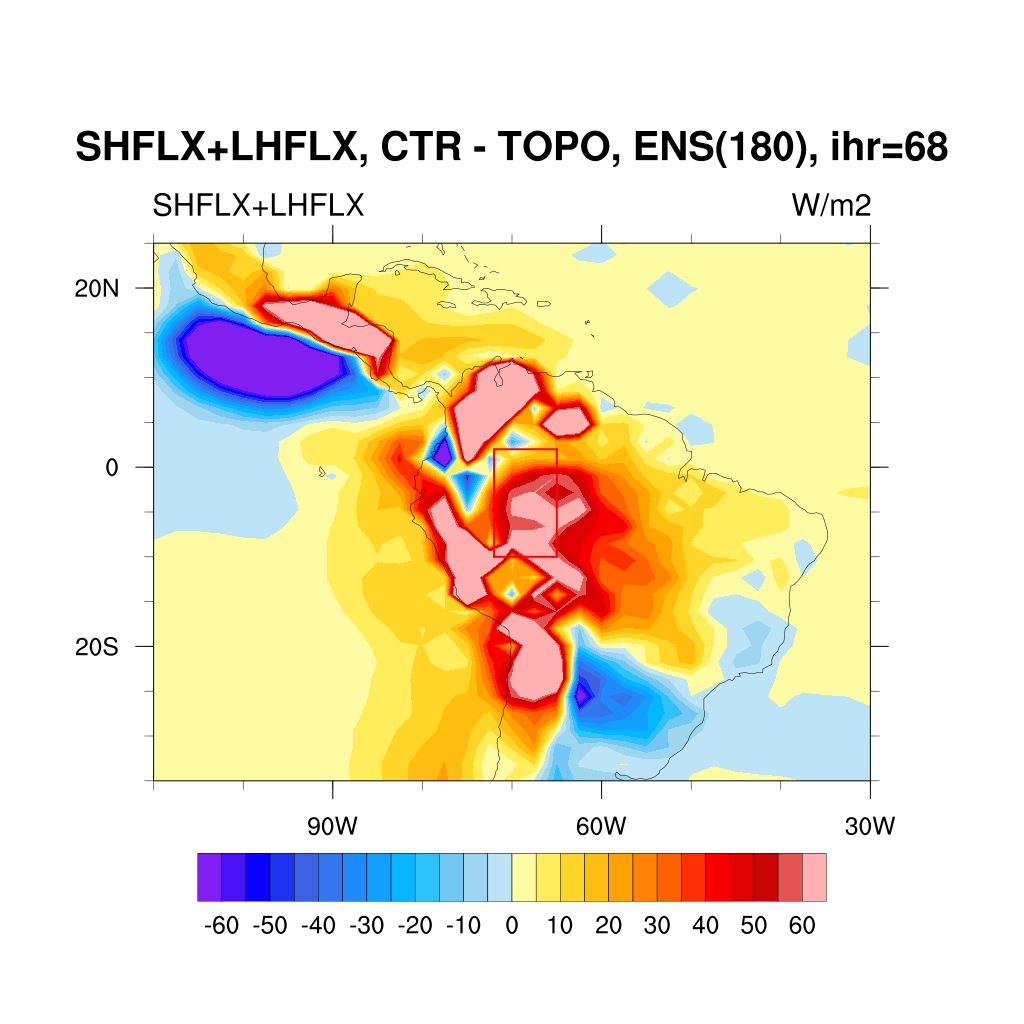 SHFLX+LHFLX, CTR - TOPO, ENS(180), ihr=68
SHFLX+LHFLX W/m2
20N
0
20S
90W 60W 30W
-60 -50 -40 -30 -20 -10 0 10 20 30 40 50 60